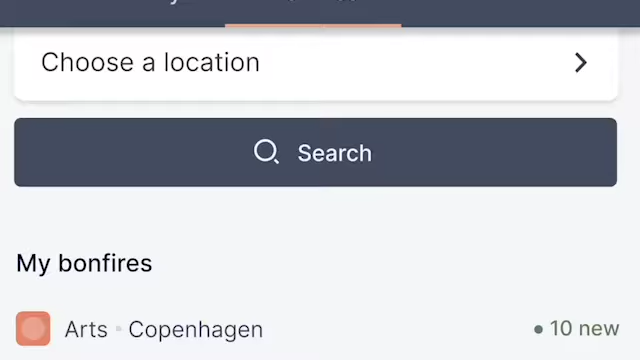 Choose a location
Search
My bonfires
Arts • Copenhagen
• 10 new